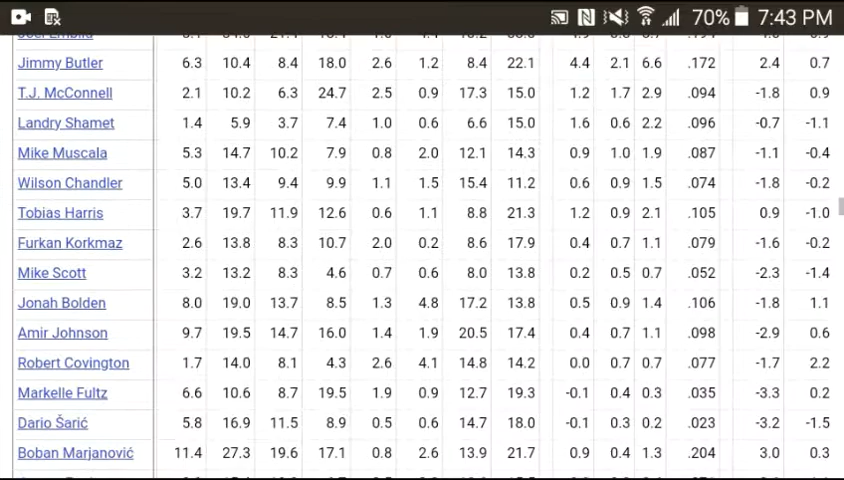 70% 7:43 PM
Joel Embiid
Jimmy Butler 6.3 10.4 8.4 18.0 2.6 1.2 8.4 22.1 4.4 2.1 6.6 .172 2.4 0.7
T.J. McConnell 2.1 10.2 6.3 24.7 2.5 0.9 17.3 15.0 1.2 1.7 2.9 .094 -1.8 0.9
Landry Shamet 1.4 5.9 3.7 7.4 1.0 0.6 6.6 15.0 1.6 0.6 2.2 .096 -0.7 -1.1
Mike Muscala 5.3 14.7 10.2 7.9 0.8 2.0 12.1 14.3 0.9 1.0 1.9 .087 -1.1 -0.4
Wilson Chandler 5.0 13.4 9.4 9.9 1.1 1.5 15.4 11.2 0.6 0.9 1.5 .074 -1.8 -0.2
Tobias Harris 3.7 19.7 11.9 12.6 0.6 1.1 8.8 21.3 1.2 0.9 2.1 .105 0.9 -1.0
Furkan Korkmaz 2.6 13.8 8.3 10.7 2.0 0.2 8.6 17.9 0.4 0.7 1.1 .079 -1.6 -0.2
Mike Scott 3.2 13.2 8.3 4.6 0.7 0.6 8.0 13.8 0.2 0.5 0.7 .052 -2.3 -1.4
Jonah Bolden 8.0 19.0 13.7 8.5 1.3 4.8 17.2 13.8 0.5 0.9 1.4 .106 -1.8 1.1
Amir Johnson 9.7 19.5 14.7 16.0 1.4 1.9 20.5 17.4 0.4 0.7 1.1 .098 -2.9 0.6
Robert Covington 1.7 14.0 8.1 4.3 2.6 4.1 14.8 14.2 0.0 0.7 0.7 .077 -1.7 2.2
Markelle Fultz 6.6 10.6 8.7 19.5 1.9 0.9 12.7 19.3 -0.1 0.4 0.3 .035 -3.3 0.2
Dario Šarić 5.8 16.9 11.5 8.9 0.5 0.6 14.7 18.0 -0.1 0.3 0.2 .023 -3.2 -1.5
Boban Marjanović 11.4 27.3 19.6 17.1 0.8 2.6 13.9 21.7 0.9 0.4 1.3 .204 3.0 0.3